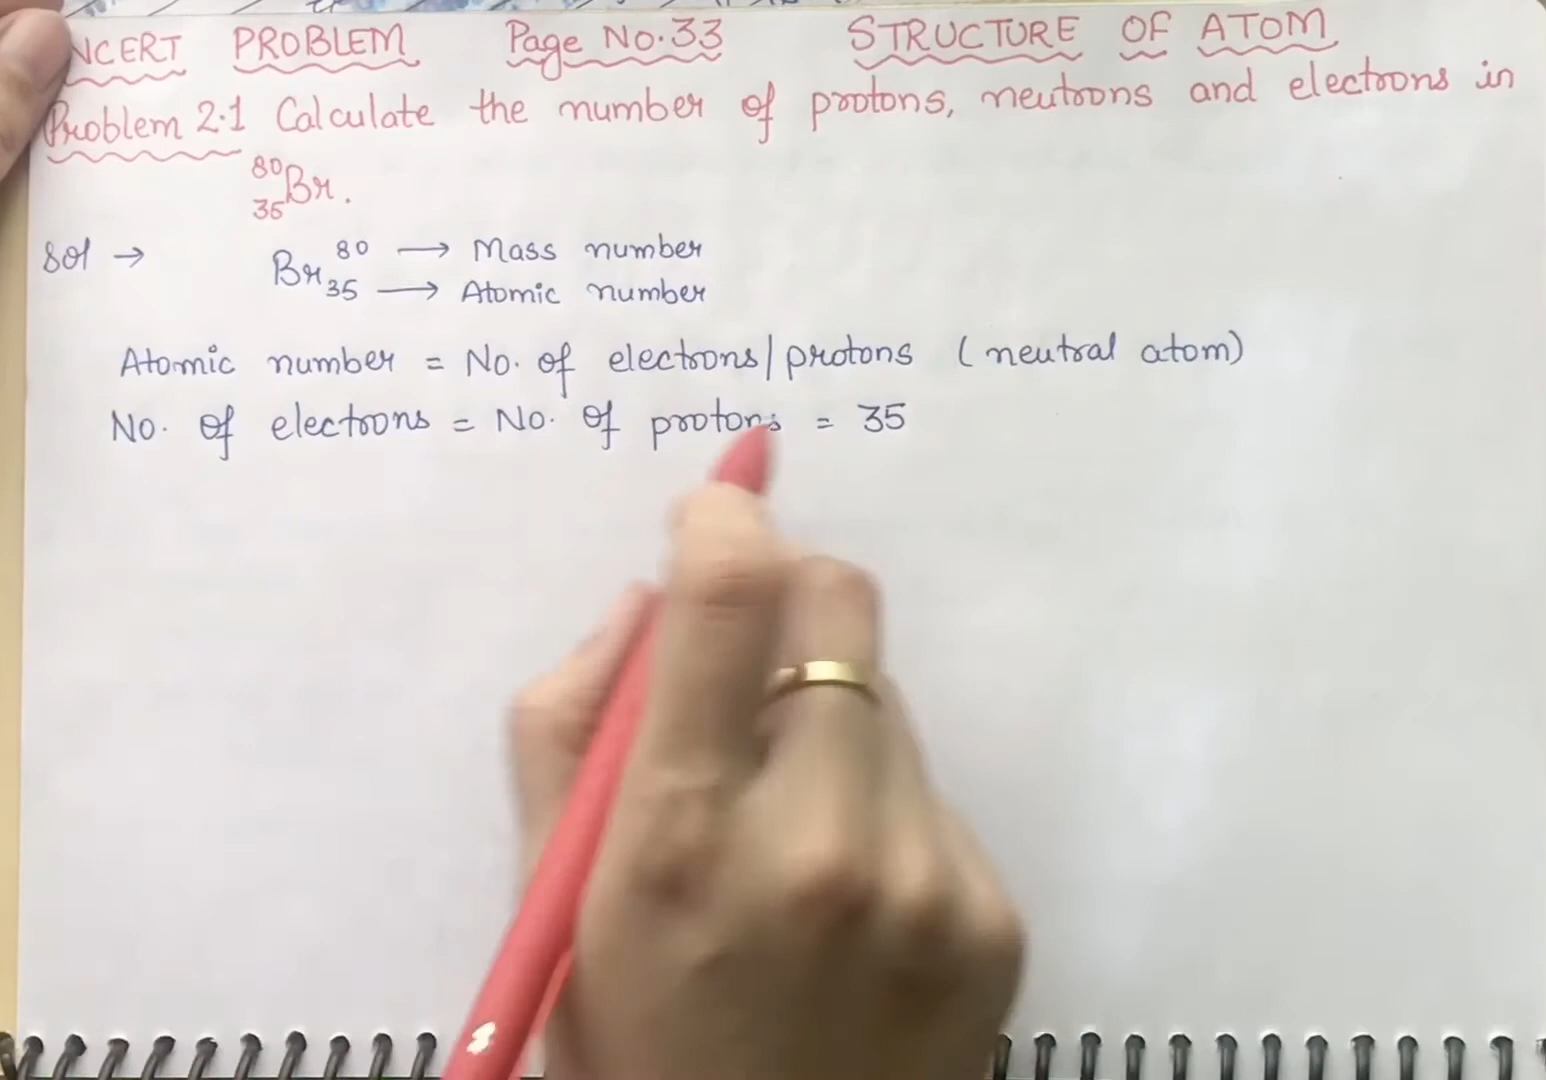 NCERT PROBLEM Page No.33 STRUCTURE OF ATOM
Problem 2.1 Calculate the number of protons, neutrons and electrons in
⁸⁰₃₅Br.
Sol → Br ⁸⁰ → Mass number
₃₅ → Atomic number
Atomic number = No. of electrons/protons (neutral atom)
No. of electrons = No. of protons = 35